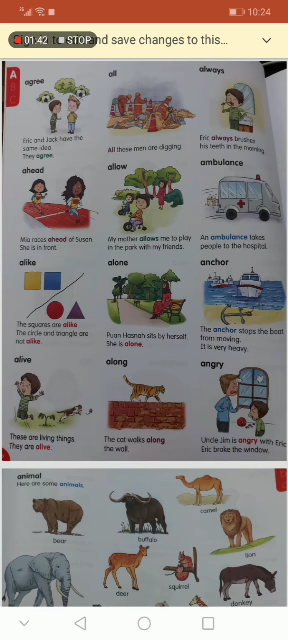 10:24
01:42 STOP and save changes to this...
A
B
C
agree
Eric and Jack have the
same idea.
They agree.
all
All these men are digging.
always
Eric always brushes
his teeth in the morning.
ahead
Mia races ahead of Susan.
She is in front.
allow
My mother allows me to play
in the park with my friends.
ambulance
An ambulance takes
people to the hospital.
alike
The squares are alike.
The circle and triangle are
not alike.
alone
Puan Hasnah sits by herself.
She is alone.
anchor
The anchor stops the boat
from moving.
It is very heavy.
alive
These are living things.
They are alive.
along
The cat walks along
the wall.
angry
Uncle Jim is angry with Eric
Eric broke the window.
animal
Here are some animals.
bear
buffalo
camel
lion
deer
squirrel
donkey